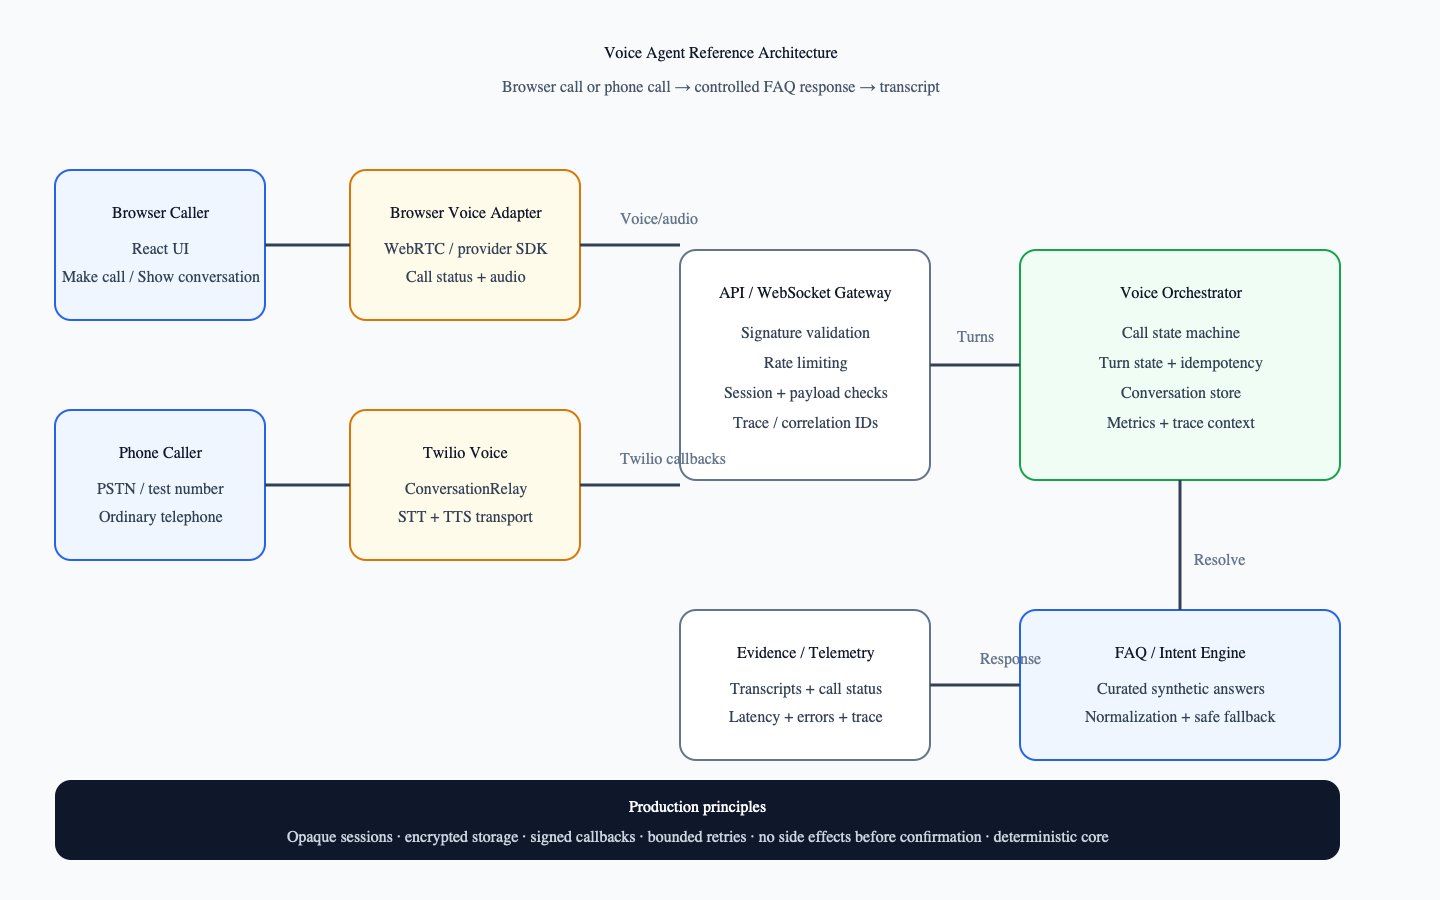 Voice Agent Reference Architecture
Browser call or phone call → controlled FAQ response → transcript
Browser Caller
React UI
Make call / Show conversation
Browser Voice Adapter
WebRTC / provider SDK
Call status + audio
Voice/audio
API / WebSocket Gateway
Signature validation
Rate limiting
Session + payload checks
Trace / correlation IDs
Turns
Voice Orchestrator
Call state machine
Turn state + idempotency
Conversation store
Metrics + trace context
Phone Caller
PSTN / test number
Ordinary telephone
Twilio Voice
ConversationRelay
STT + TTS transport
Twilio callbacks
Resolve
Evidence / Telemetry
Transcripts + call status
Latency + errors + trace
Response
FAQ / Intent Engine
Curated synthetic answers
Normalization + safe fallback
Production principles
Opaque sessions · encrypted storage · signed callbacks · bounded retries · no side effects before confirmation · deterministic core